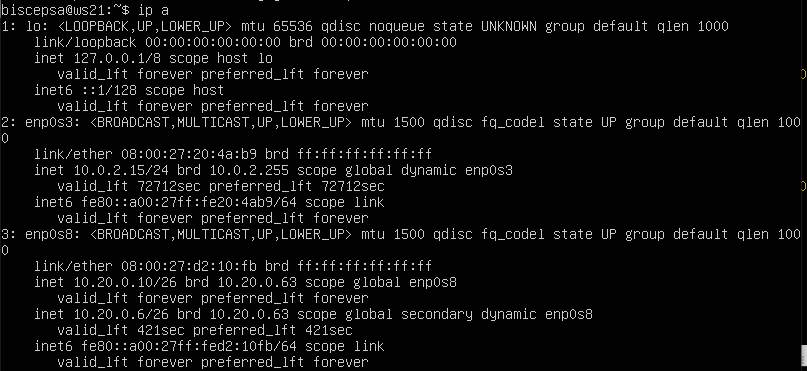 biscepsa@ws21:~$ ip a
1: lo: <LOOPBACK,UP,LOWER_UP> mtu 65536 qdisc noqueue state UNKNOWN group default qlen 1000
    link/loopback 00:00:00:00:00:00 brd 00:00:00:00:00:00
    inet 127.0.0.1/8 scope host lo
       valid_lft forever preferred_lft forever
    inet6 ::1/128 scope host
       valid_lft forever preferred_lft forever
2: enp0s3: <BROADCAST,MULTICAST,UP,LOWER_UP> mtu 1500 qdisc fq_codel state UP group default qlen 100
0
    link/ether 08:00:27:20:4a:b9 brd ff:ff:ff:ff:ff:ff
    inet 10.0.2.15/24 brd 10.0.2.255 scope global dynamic enp0s3
       valid_lft 72712sec preferred_lft 72712sec
    inet6 fe80::a00:27ff:fe20:4ab9/64 scope link
       valid_lft forever preferred_lft forever
3: enp0s8: <BROADCAST,MULTICAST,UP,LOWER_UP> mtu 1500 qdisc fq_codel state UP group default qlen 100
0
    link/ether 08:00:27:d2:10:fb brd ff:ff:ff:ff:ff:ff
    inet 10.20.0.10/26 brd 10.20.0.63 scope global enp0s8
       valid_lft forever preferred_lft forever
    inet 10.20.0.6/26 brd 10.20.0.63 scope global secondary dynamic enp0s8
       valid_lft 421sec preferred_lft 421sec
    inet6 fe80::a00:27ff:fed2:10fb/64 scope link
       valid_lft forever preferred_lft forever